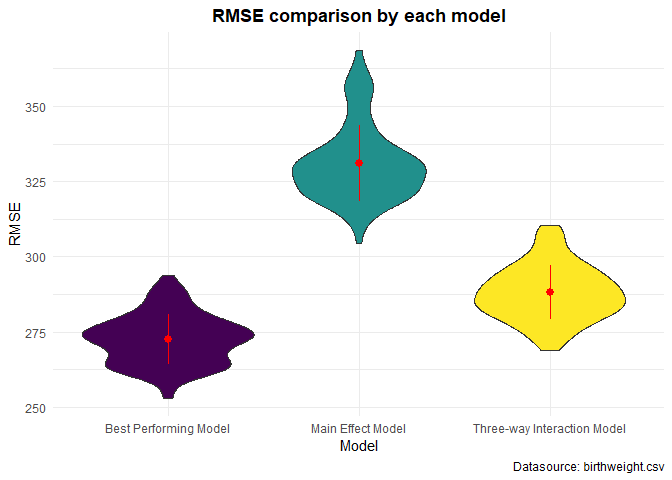 RMSE comparison by each model
RMSE
350
325
300
275
250
Best Performing Model
Main Effect Model
Three-way Interaction Model
Model
Datasource: birthweight.csv